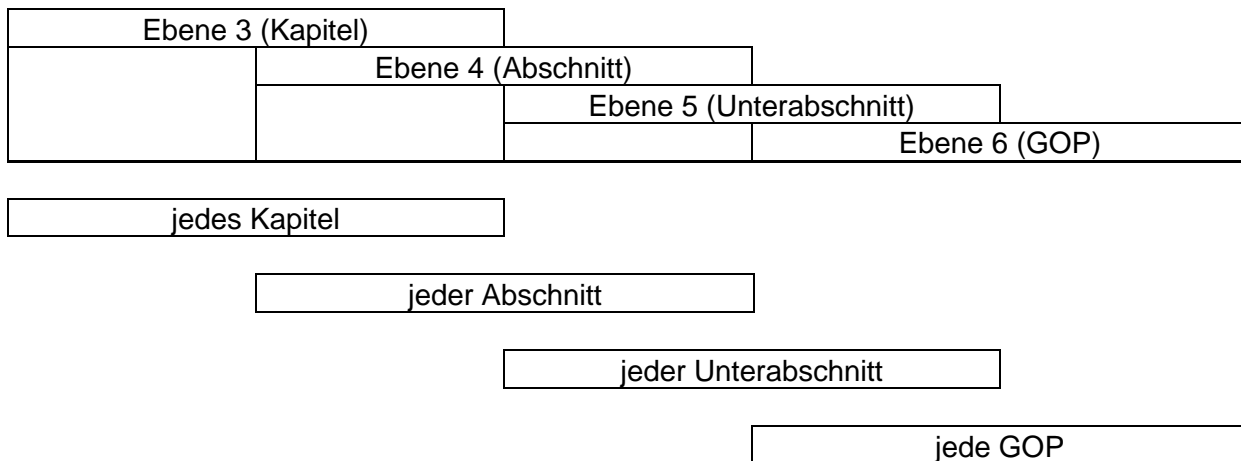 Ebene 3 (Kapitel)
Ebene 4 (Abschnitt)
Ebene 5 (Unterabschnitt)
Ebene 6 (GOP)
jedes Kapitel
jeder Abschnitt
jeder Unterabschnitt
jede GOP